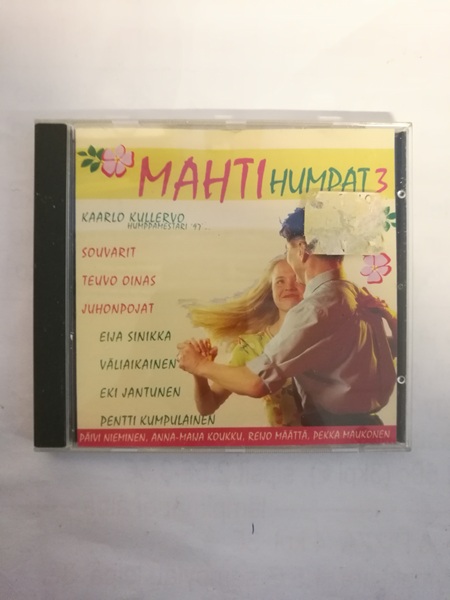 MAHTI HUMPAT 3
KAARLO KULLERVO
HUMPPAMESTARI '97
SOUVARIT
TEUVO OINAS
JUHONPOJAT
EIJA SINIKKA
VÄLIAIKAINEN
EKI JANTUNEN
PENTTI KUMPULAINEN
PÄIVI NIEMINEN, ANNA-MAIJA KOUKKU, REIJO MÄÄTTÄ, PEKKA MAUKONEN